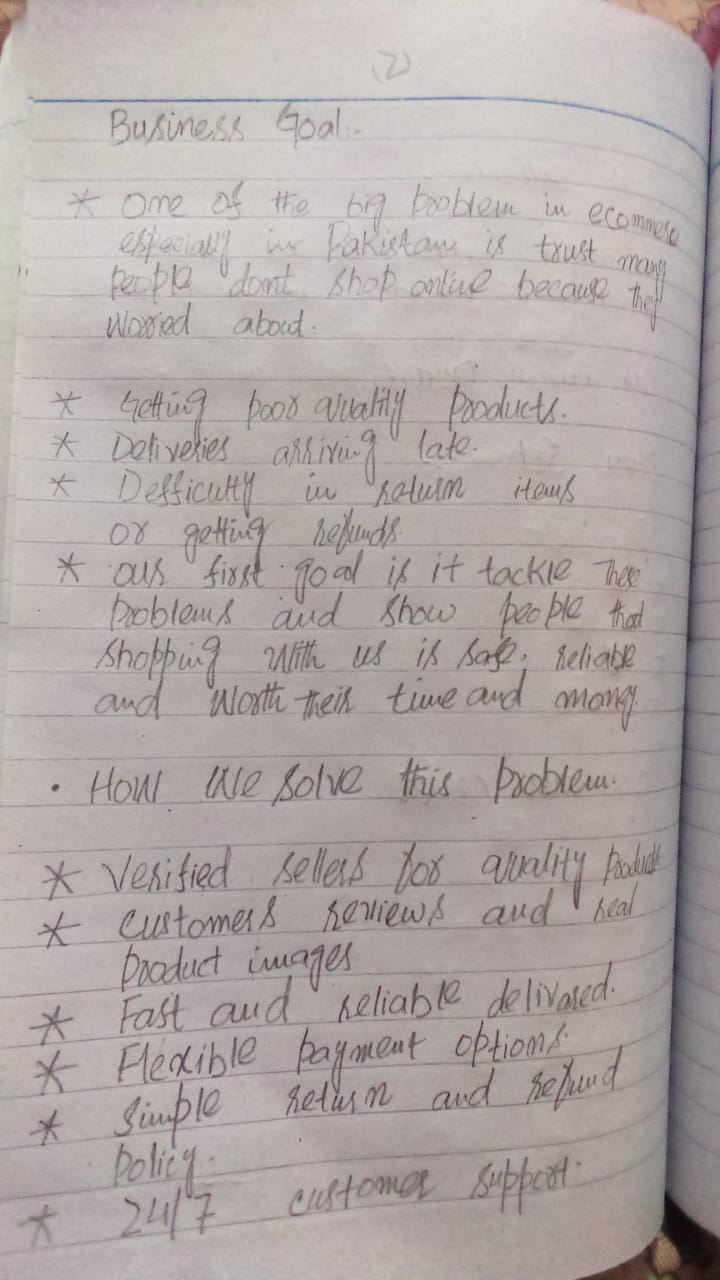 (2)
Business Goal:-
* One of the big problem in ecommerce
especially in Pakistan is trust many
people don't shop online because they
worried about.
* Getting poor quality products.
* Deliveries arriving late.
* Defficulty in return items
or getting refunds.
* our first goal is it tackle These
problems and show people that
shopping with us is safe, reliable
and worth their time and money.
• How We solve this problem.
* Verified sellers for quality products
* customers reviews and real
product images
* Fast and reliable delivared.
* Flexible payment options.
* Simple return and refund
policy.
* 24/7 customer support.